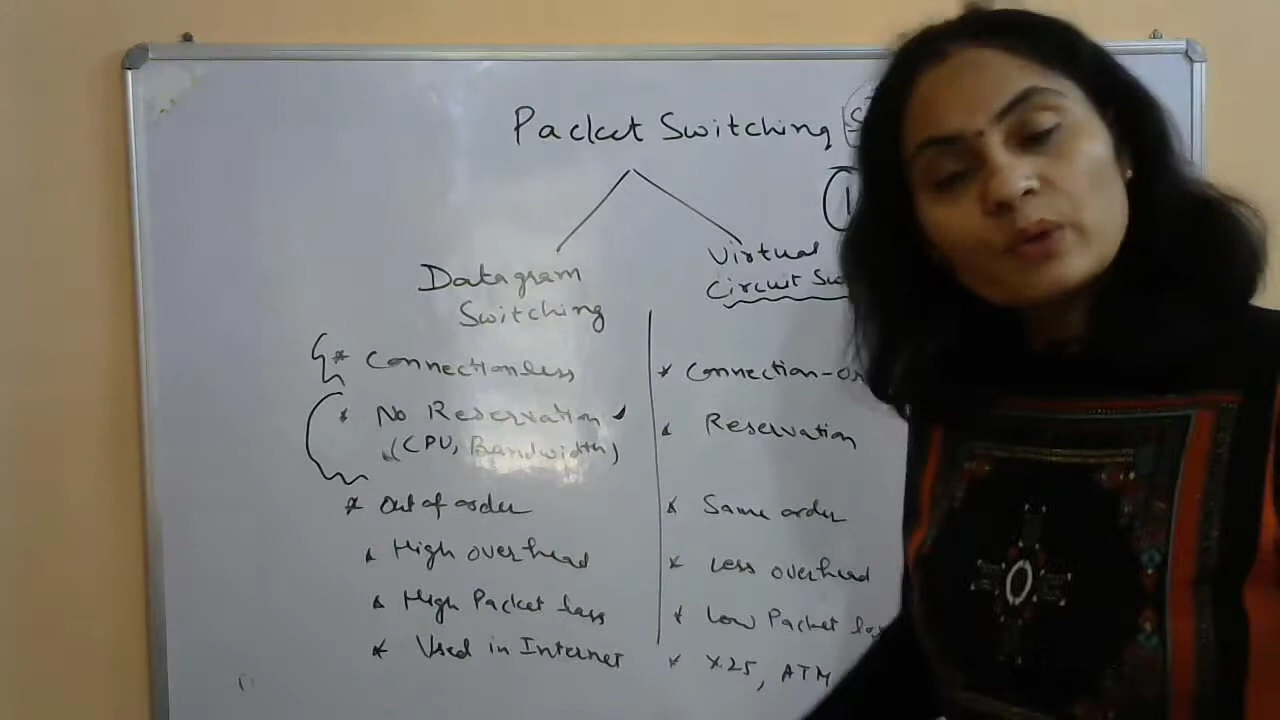 Packet Switching
Datagram
Switching
* Connectionless
* No Reservation
(CPU, Bandwidth)
* Out of order
* High overhead
* High Packet loss
* Used in Internet
Virtual
Circuit
* Connection-
* Reservation
* Same order
* Less overhead
* Low Packet
* X.25, ATM